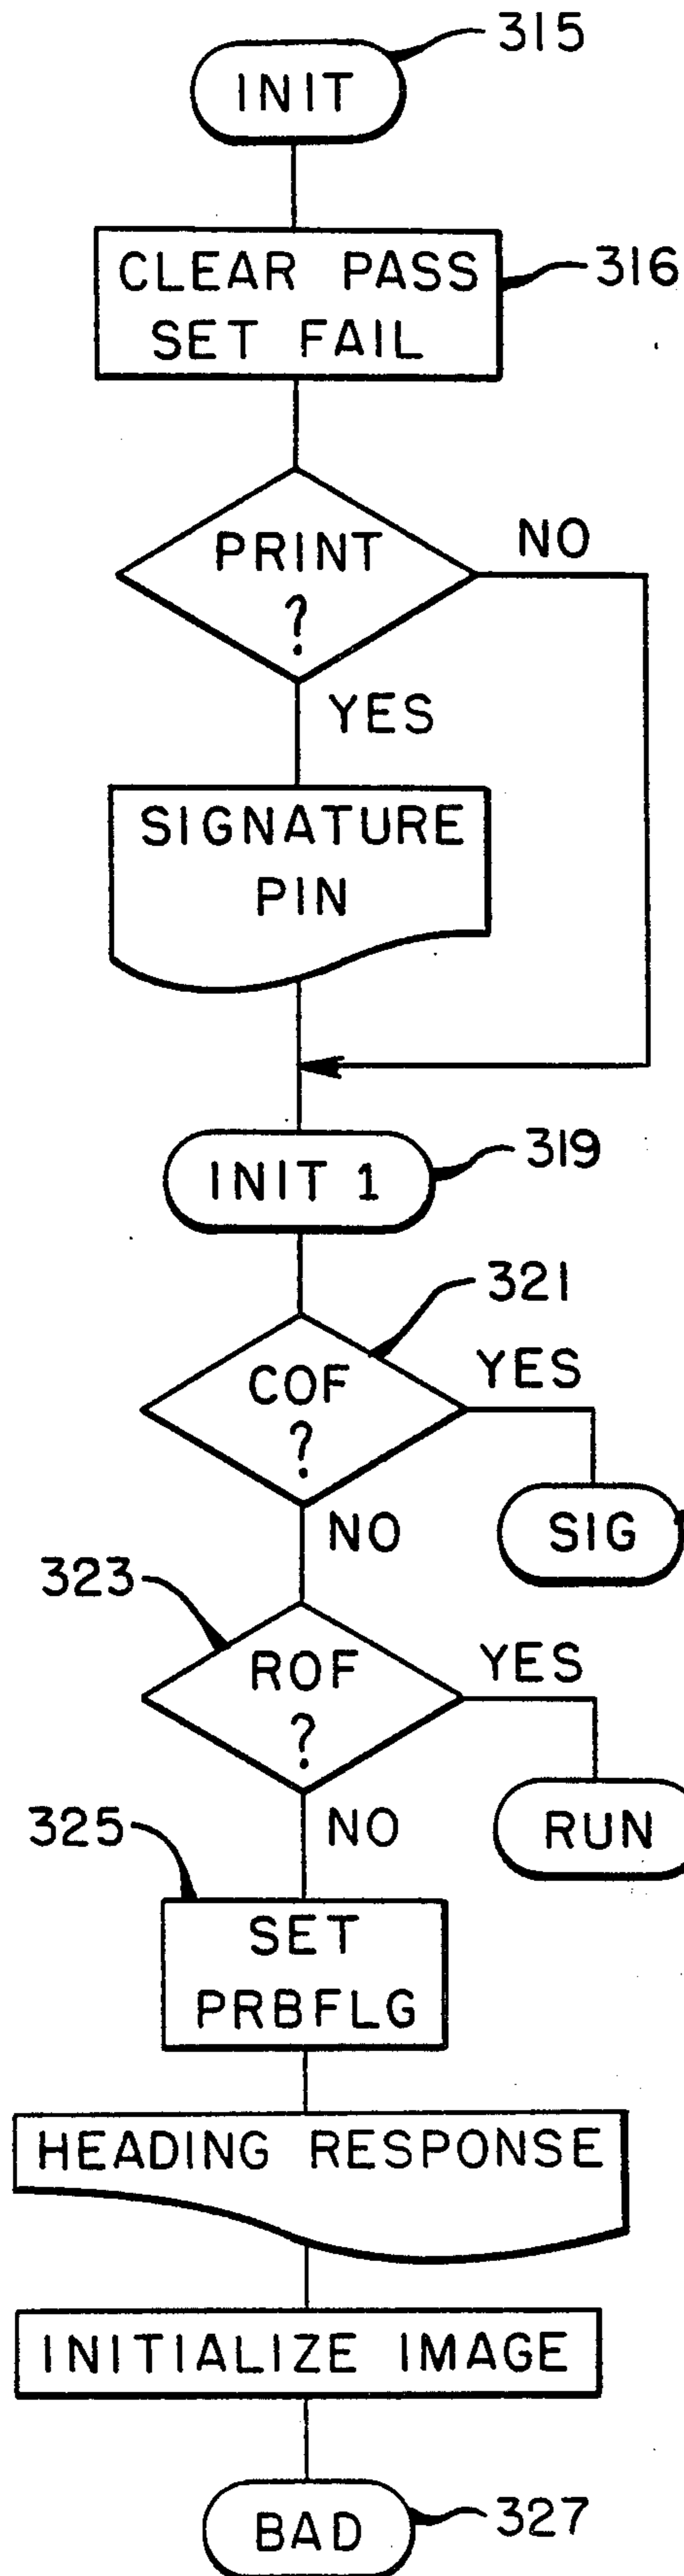 315
INIT
CLEAR PASS
SET FAIL
316
PRINT
?
NO
YES
SIGNATURE
PIN
INIT 1
319
321
COF
?
YES
SIG
NO
323
ROF
?
YES
RUN
NO
325
SET
PRBFLG
HEADING RESPONSE
INITIALIZE IMAGE
BAD
327